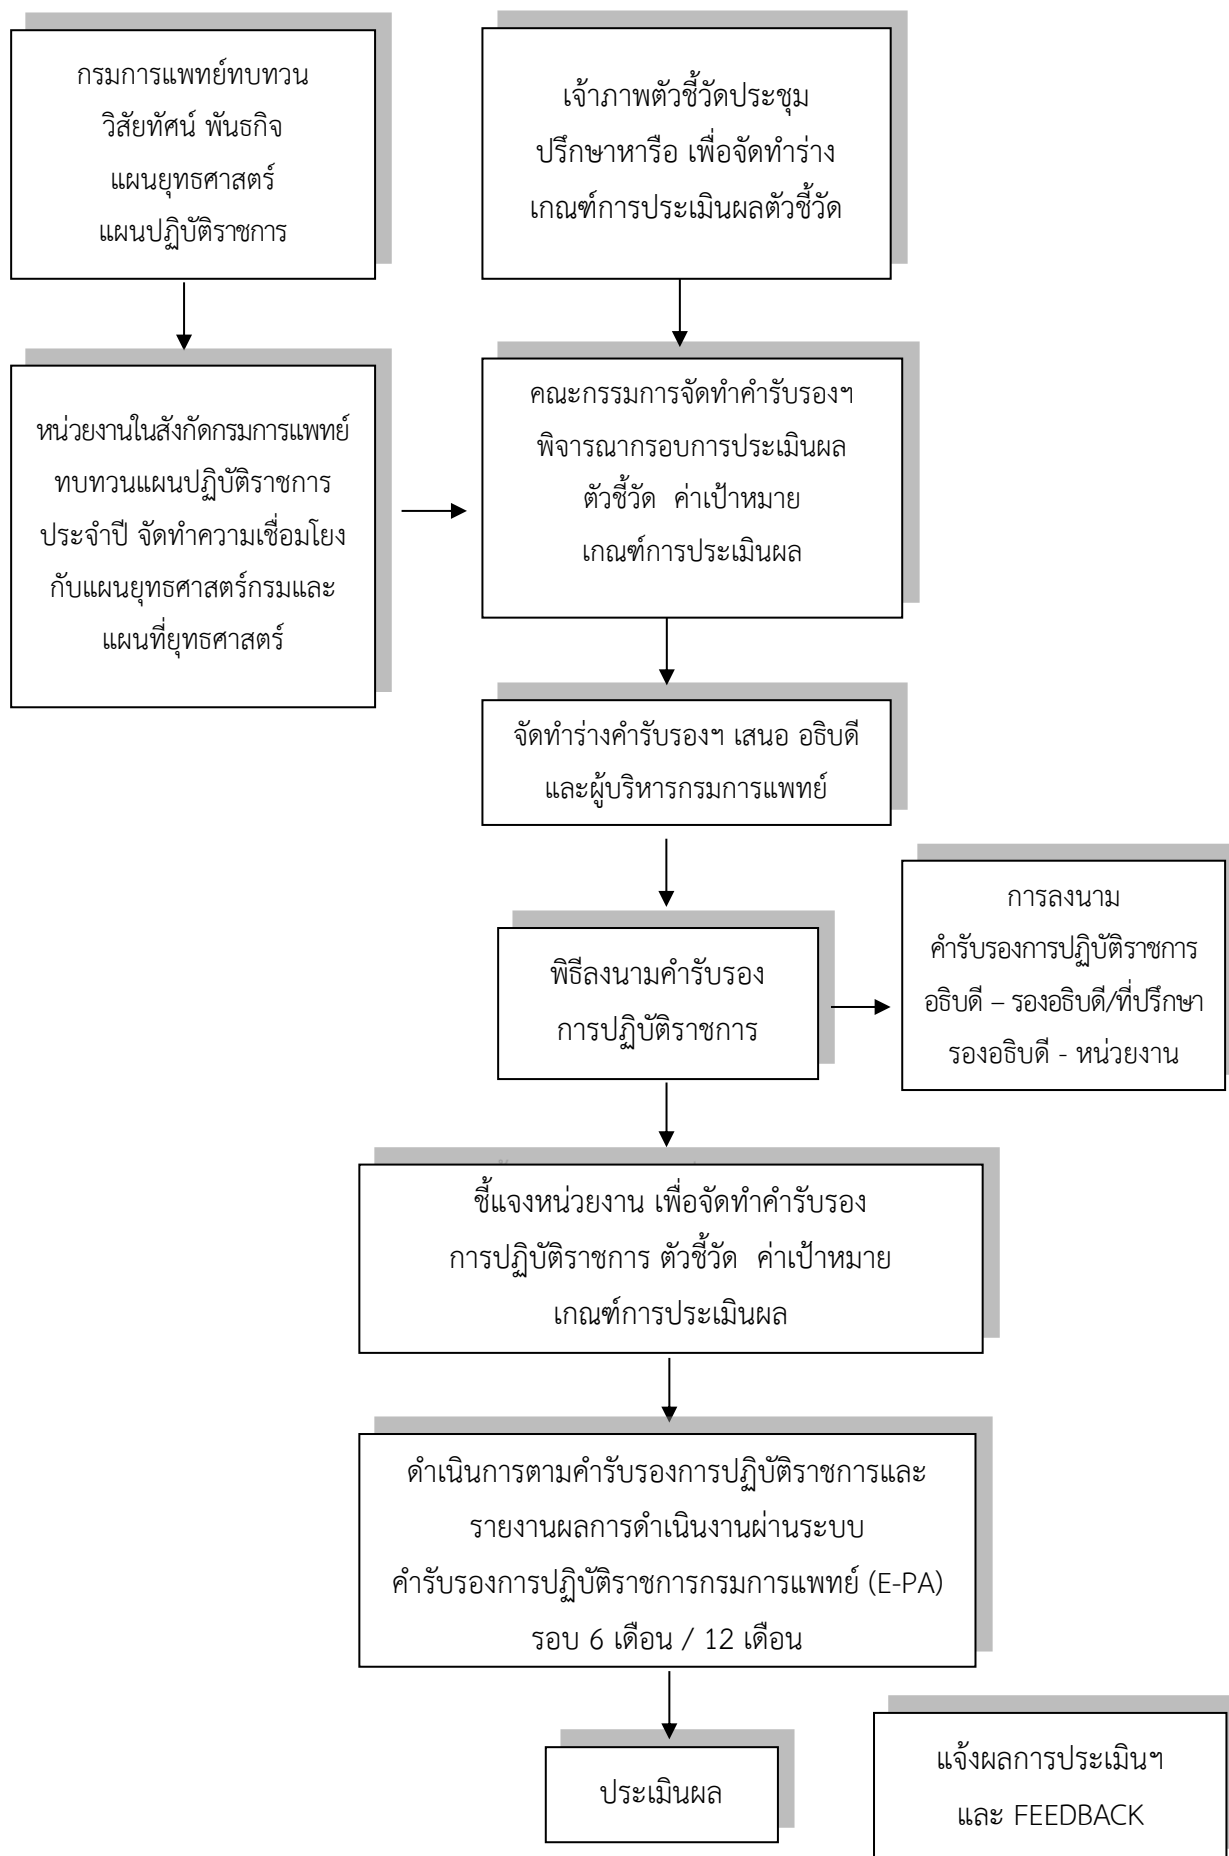 กรมการแพทย์ทบทวน
วิสัยทัศน์ พันธกิจ
แผนยุทธศาสตร์
แผนปฏิบัติราชการ
เจ้าภาพตัวชี้วัดประชุม
ปรึกษาหารือ เพื่อจัดทำร่าง
เกณฑ์การประเมินผลตัวชี้วัด
หน่วยงานในสังกัดกรมการแพทย์
ทบทวนแผนปฏิบัติราชการ
ประจำปี จัดทำความเชื่อมโยง
กับแผนยุทธศาสตร์กรมและ
แผนที่ยุทธศาสตร์
คณะกรรมการจัดทำคำรับรองฯ
พิจารณากรอบการประเมินผล
ตัวชี้วัด ค่าเป้าหมาย
เกณฑ์การประเมินผล
จัดทำร่างคำรับรองฯ เสนอ อธิบดี
และผู้บริหารกรมการแพทย์
พิธีลงนามคำรับรอง
การปฏิบัติราชการ
การลงนาม
คำรับรองการปฏิบัติราชการ
อธิบดี – รองอธิบดี/ที่ปรึกษา
รองอธิบดี - หน่วยงาน
ชี้แจงหน่วยงาน เพื่อจัดทำคำรับรอง
การปฏิบัติราชการ ตัวชี้วัด ค่าเป้าหมาย
เกณฑ์การประเมินผล
ดำเนินการตามคำรับรองการปฏิบัติราชการและ
รายงานผลการดำเนินงานผ่านระบบ
คำรับรองการปฏิบัติราชการกรมการแพทย์ (E-PA)
รอบ 6 เดือน / 12 เดือน
ประเมินผล
แจ้งผลการประเมินฯ
และ FEEDBACK